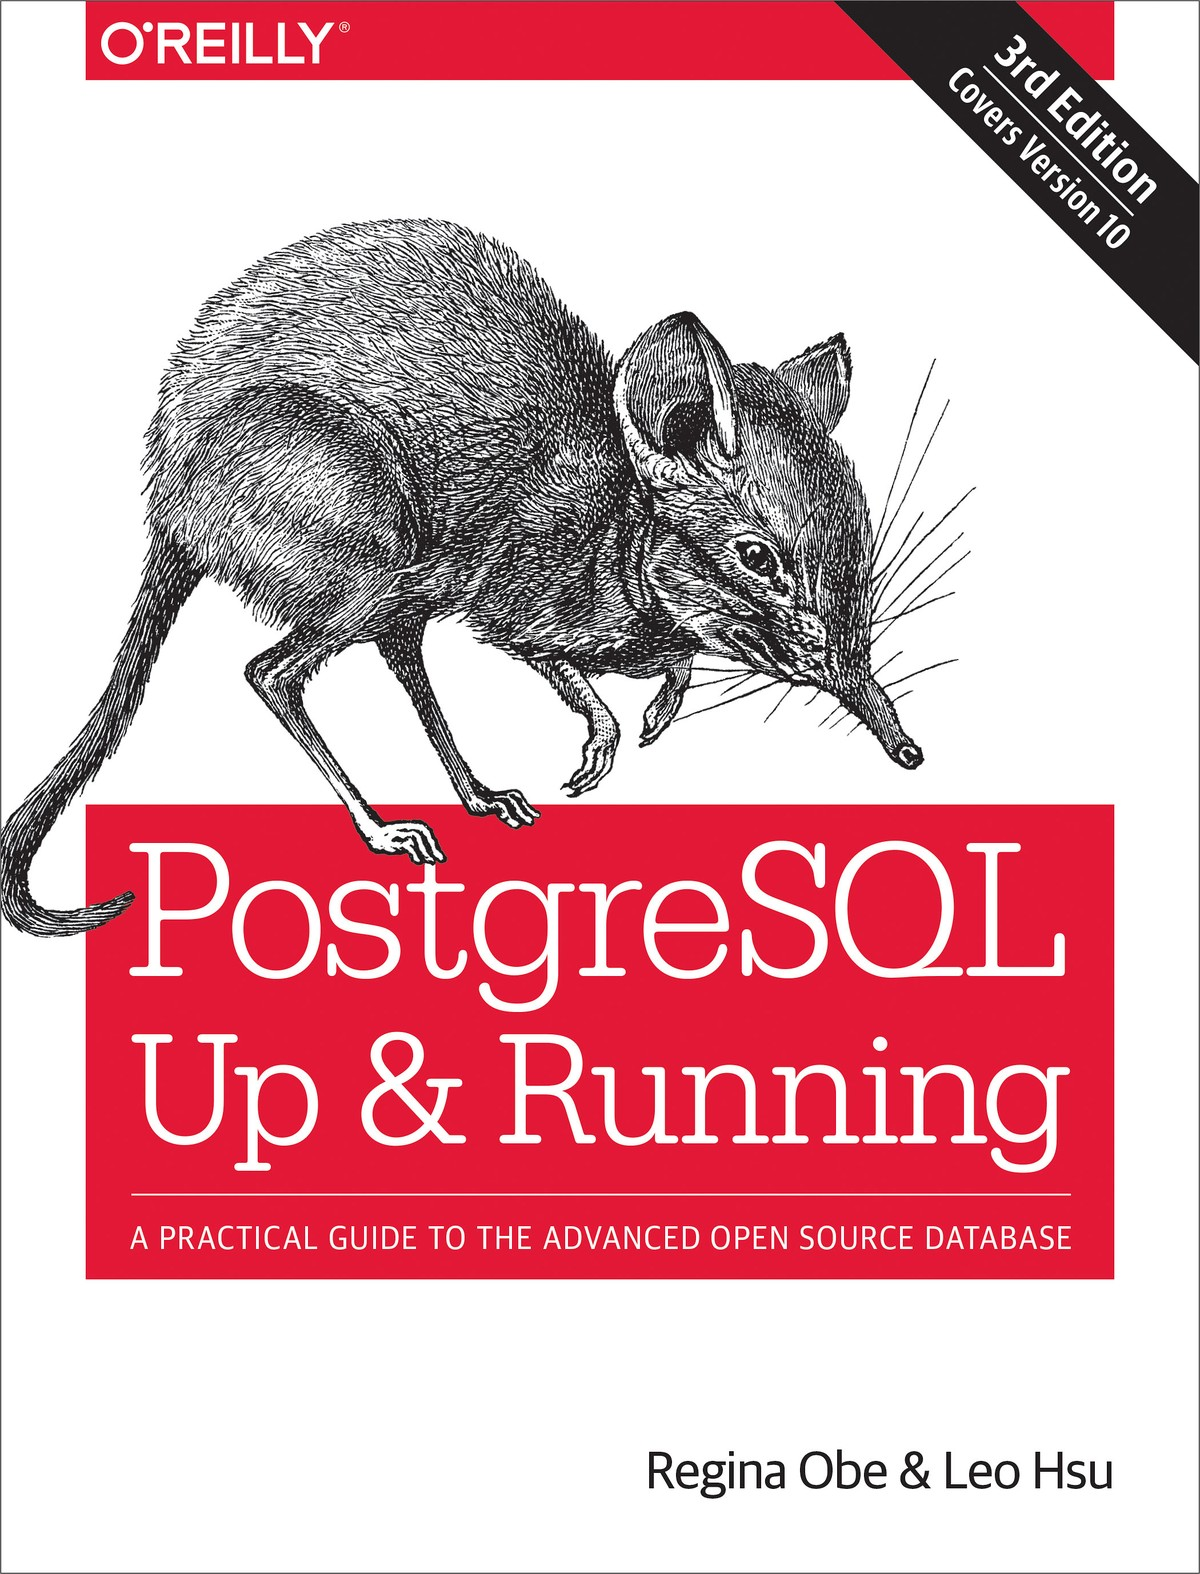 O'REILLY®
3rd Edition
Covers Version 10
PostgreSQL
Up & Running
A PRACTICAL GUIDE TO THE ADVANCED OPEN SOURCE DATABASE
Regina Obe & Leo Hsu